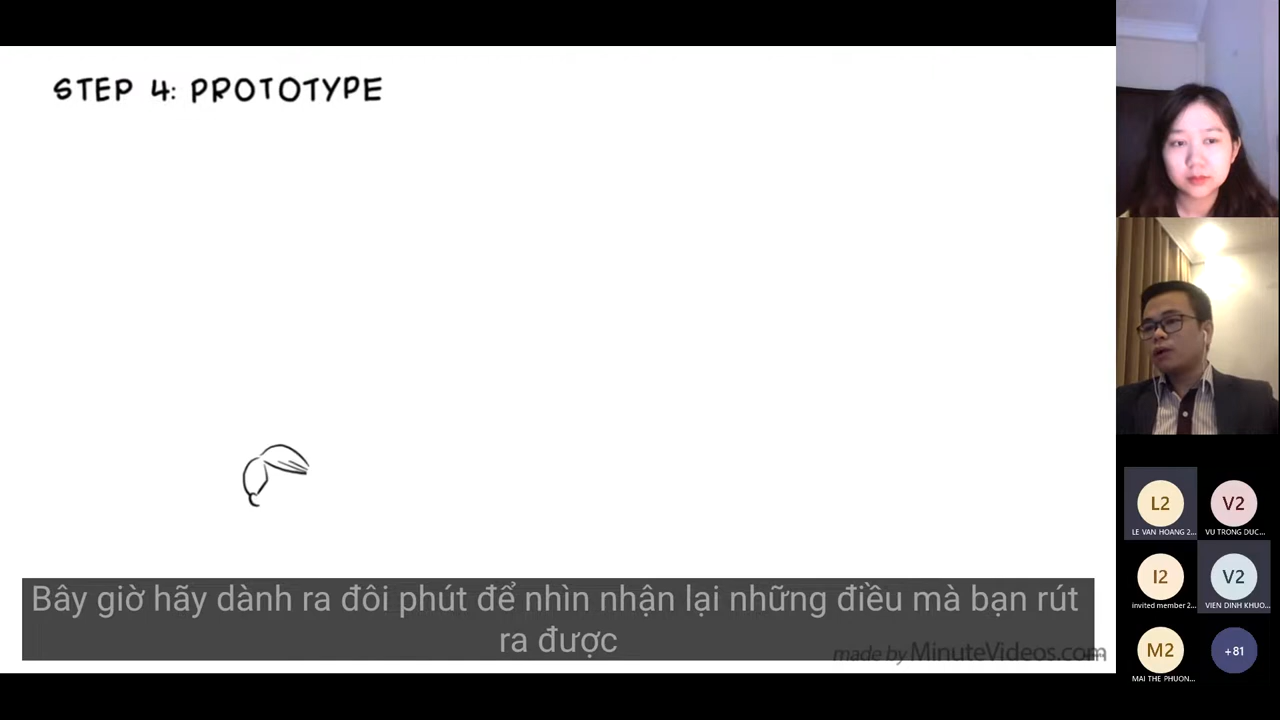 STEP 4: PROTOTYPE
Bây giờ hãy dành ra đôi phút để nhìn nhận lại những điều mà bạn rút
ra được
made by MinuteVideos.com
L2
V2
LE VAN HOANG 2...
VU TRONG DUC...
I2
V2
invited member 2...
VIEN DINH KHUO...
M2
+81
MAI THE PHUON...